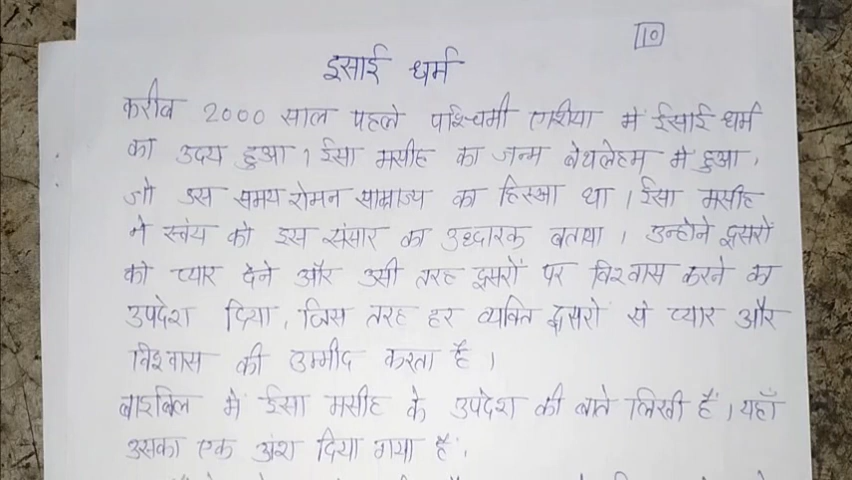 10
इसाई धर्म
करीब 2000 साल पहले पश्चिमी एशीया में ईसाई धर्म
का उदय हुआ। ईसा मसीह का जन्म बेथलेहम में हुआ,
जो उस समय रोमन साम्राज्य का हिस्सा था। ईसा मसीह
ने स्वंय को इस संसार का उध्दारक बताया। उन्होने दूसरों
को प्यार देने और उसी तरह दूसरों पर विश्वास करने का
उपदेश दिया, जिस तरह हर व्यक्ति दूसरों से प्यार और
विश्वास की उम्मीद करता है।
बाइबिल में ईसा मसीह के उपदेश की बाते लिखी हैं। यहाँ
उसका एक अंश दिया गया है: